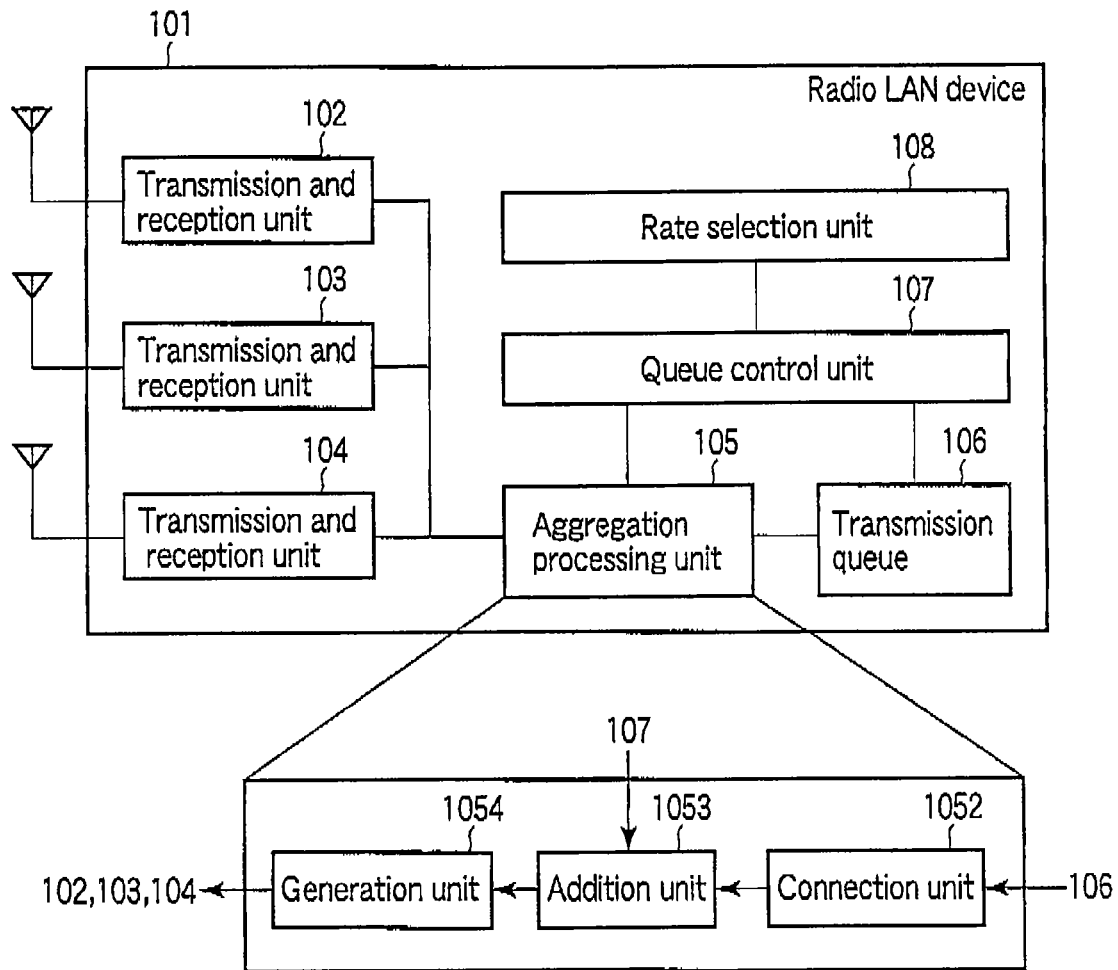 101
Radio LAN device
102
Transmission and
reception unit
108
Rate selection unit
103
Transmission and
reception unit
107
Queue control unit
104
Transmission and
reception unit
105
Aggregation
processing unit
106
Transmission
queue
107
1054
Generation unit
1053
Addition unit
1052
Connection unit
102,103,104
106